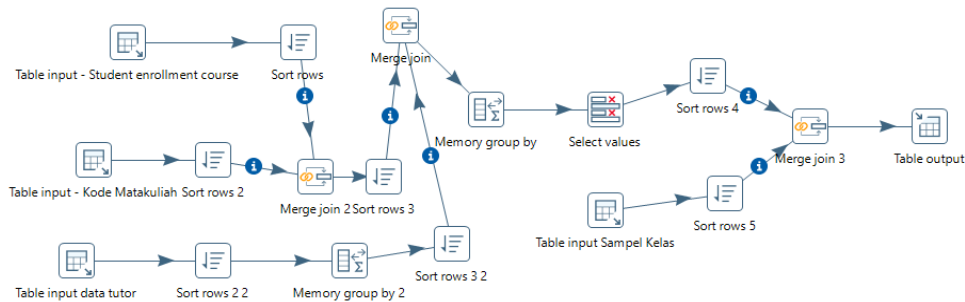 Table input - Student enrollment course
Sort rows
Merge join
Sort rows 4
Memory group by
Select values
Merge join 3
Table output
Table input - Kode Matakuliah
Sort rows 2
Merge join 2
Sort rows 3
Sort rows 5
Table input Sampel Kelas
Table input data tutor
Sort rows 2 2
Memory group by 2
Sort rows 3 2